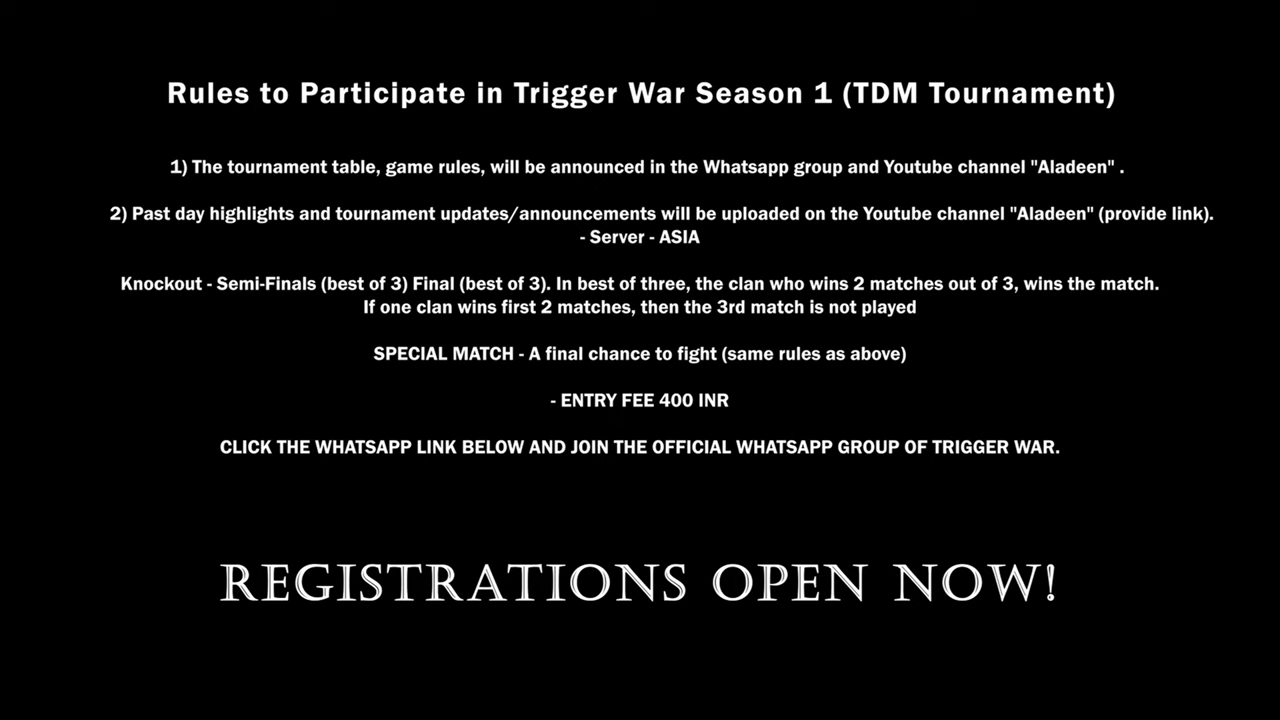 Rules to Participate in Trigger War Season 1 (TDM Tournament)
1) The tournament table, game rules, will be announced in the Whatsapp group and Youtube channel "Aladeen" .
2) Past day highlights and tournament updates/announcements will be uploaded on the Youtube channel "Aladeen" (provide link).
- Server - ASIA
Knockout - Semi-Finals (best of 3) Final (best of 3). In best of three, the clan who wins 2 matches out of 3, wins the match.
If one clan wins first 2 matches, then the 3rd match is not played
SPECIAL MATCH - A final chance to fight (same rules as above)
- ENTRY FEE 400 INR
CLICK THE WHATSAPP LINK BELOW AND JOIN THE OFFICIAL WHATSAPP GROUP OF TRIGGER WAR.
REGISTRATIONS OPEN NOW!